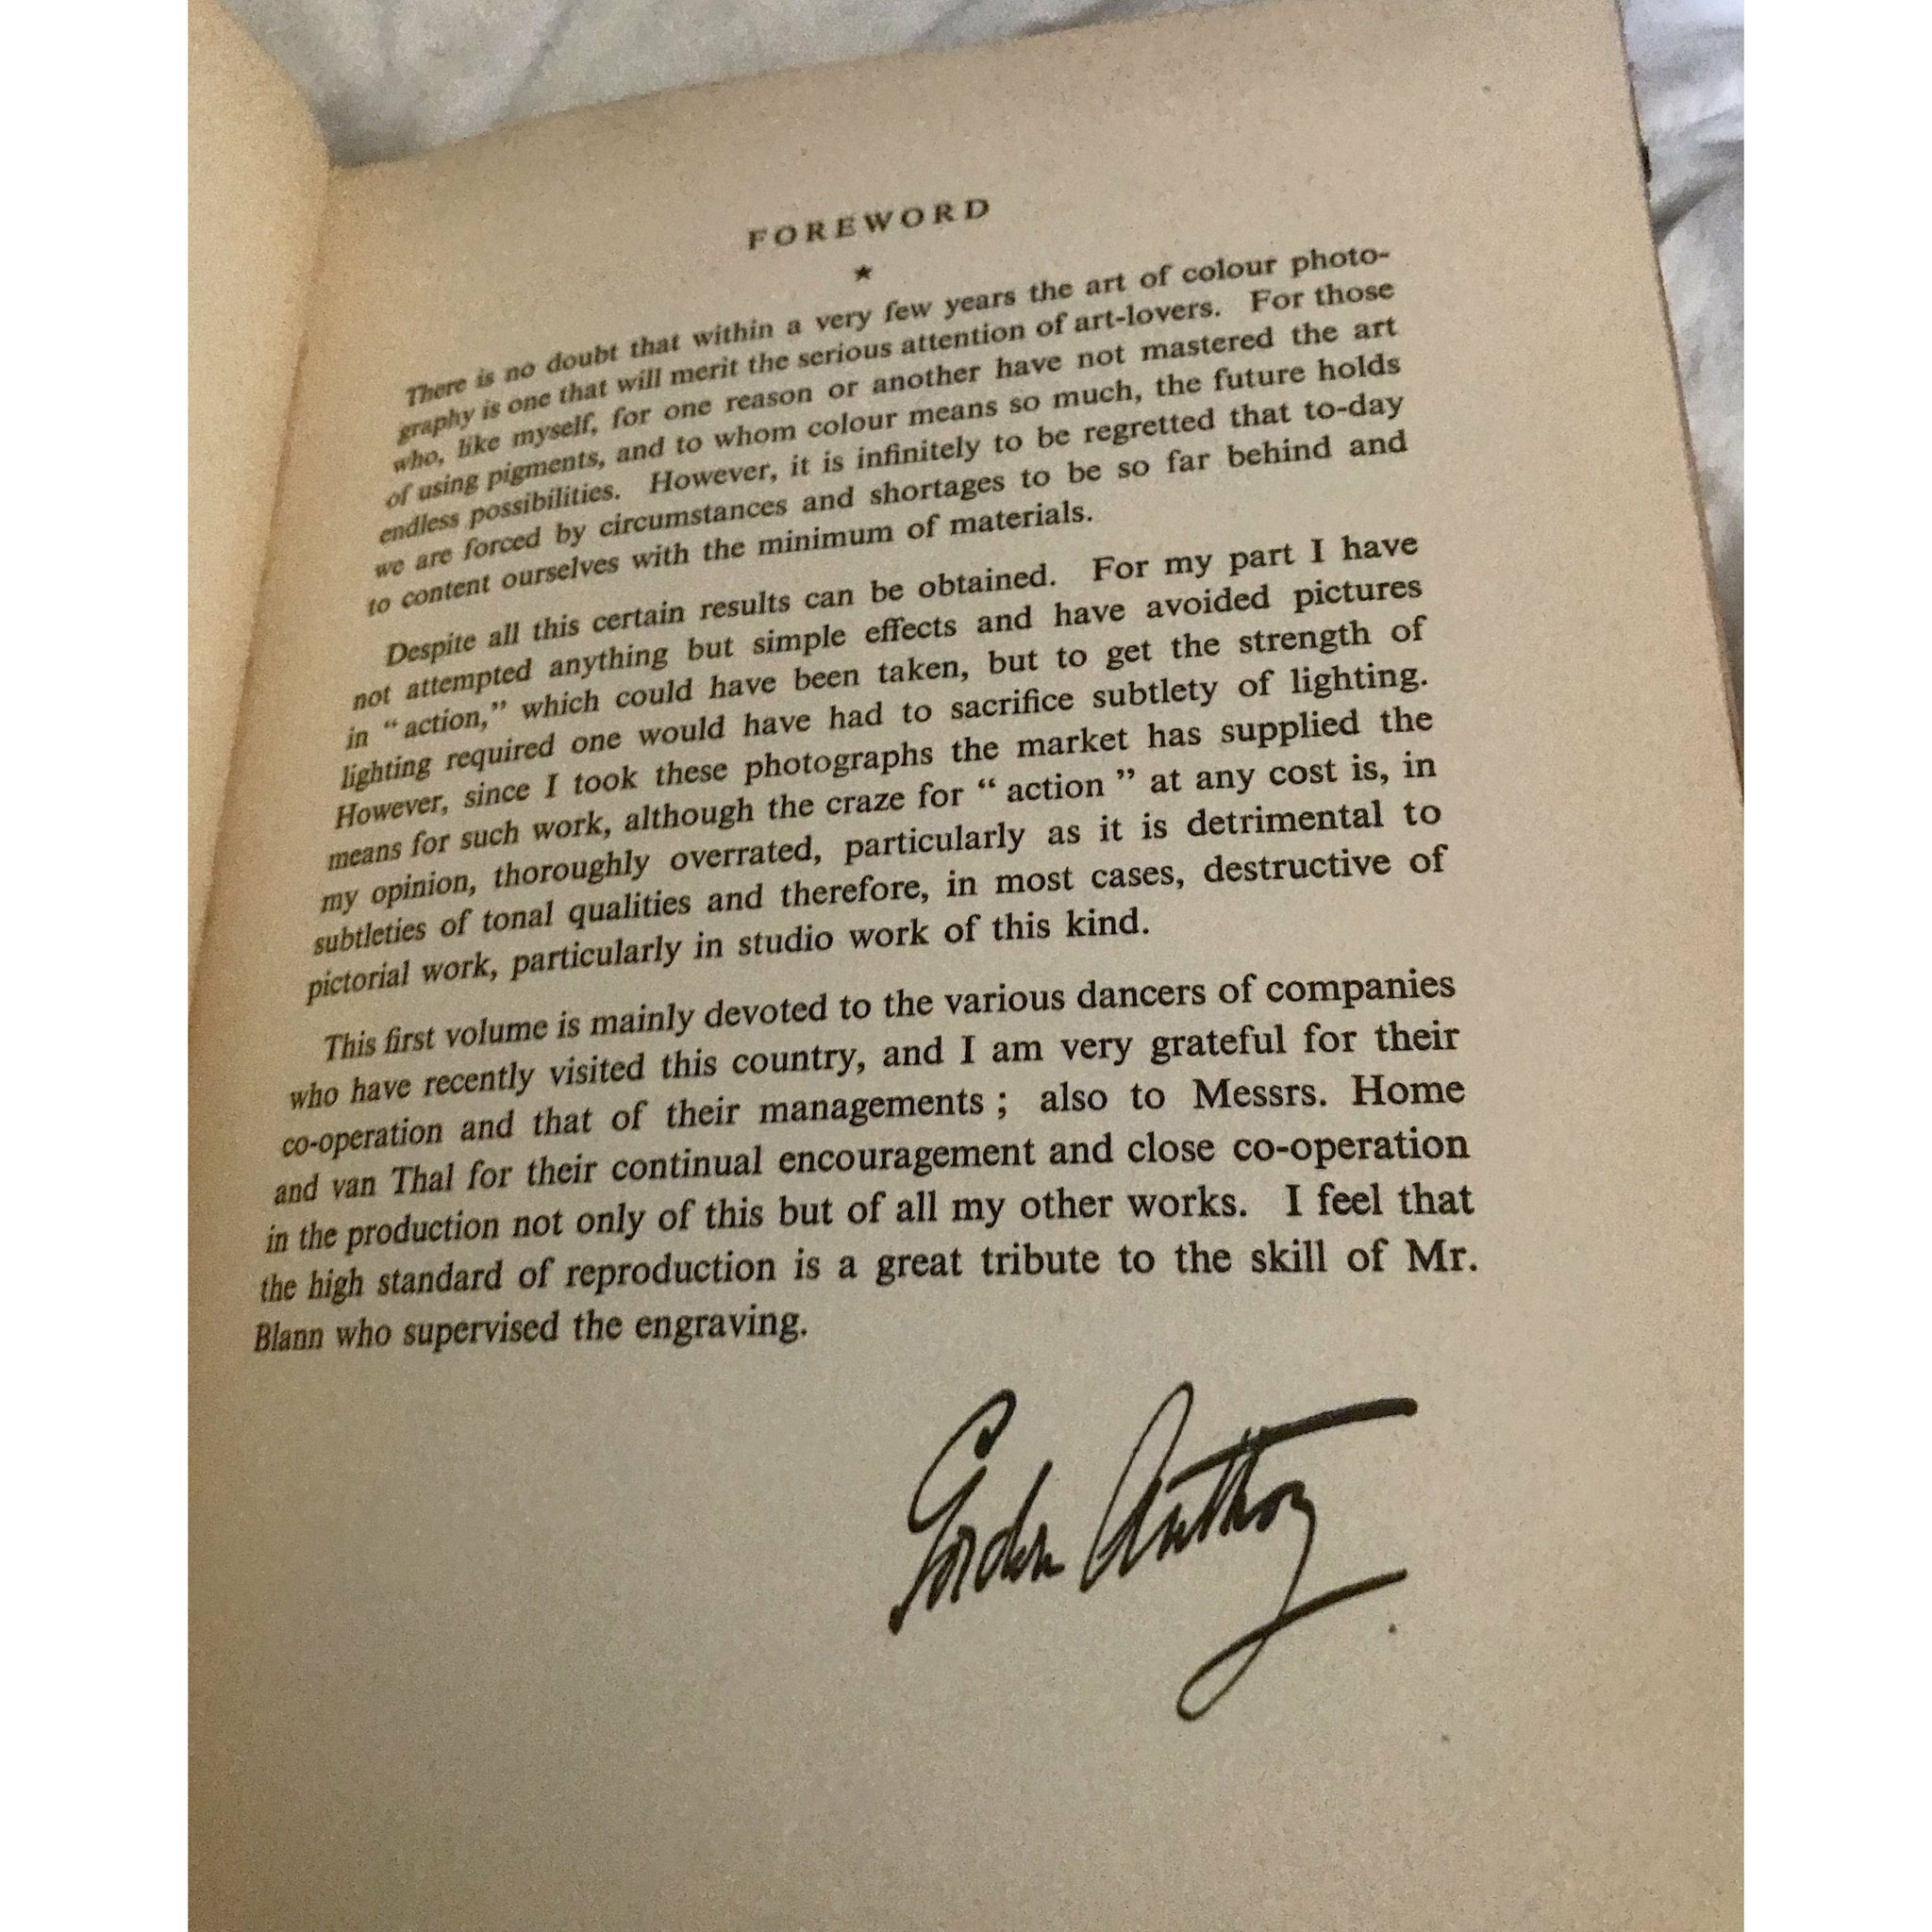 FOREWORD
★
There is no doubt that within a very few years the art of colour photo-
graphy is one that will merit the serious attention of art-lovers. For those
who, like myself, for one reason or another have not mastered the art
of using pigments, and to whom colour means so much, the future holds
endless possibilities. However, it is infinitely to be regretted that to-day
we are forced by circumstances and shortages to be so far behind and
to content ourselves with the minimum of materials.
Despite all this certain results can be obtained. For my part I have
not attempted anything but simple effects and have avoided pictures
in “ action,” which could have been taken, but to get the strength of
lighting required one would have had to sacrifice subtlety of lighting.
However, since I took these photographs the market has supplied the
means for such work, although the craze for “ action ” at any cost is, in
my opinion, thoroughly overrated, particularly as it is detrimental to
subtleties of tonal qualities and therefore, in most cases, destructive of
pictorial work, particularly in studio work of this kind.
This first volume is mainly devoted to the various dancers of companies
who have recently visited this country, and I am very grateful for their
co-operation and that of their managements ; also to Messrs. Home
and van Thal for their continual encouragement and close co-operation
in the production not only of this but of all my other works. I feel that
the high standard of reproduction is a great tribute to the skill of Mr.
Blann who supervised the engraving.
Gordon Anthony